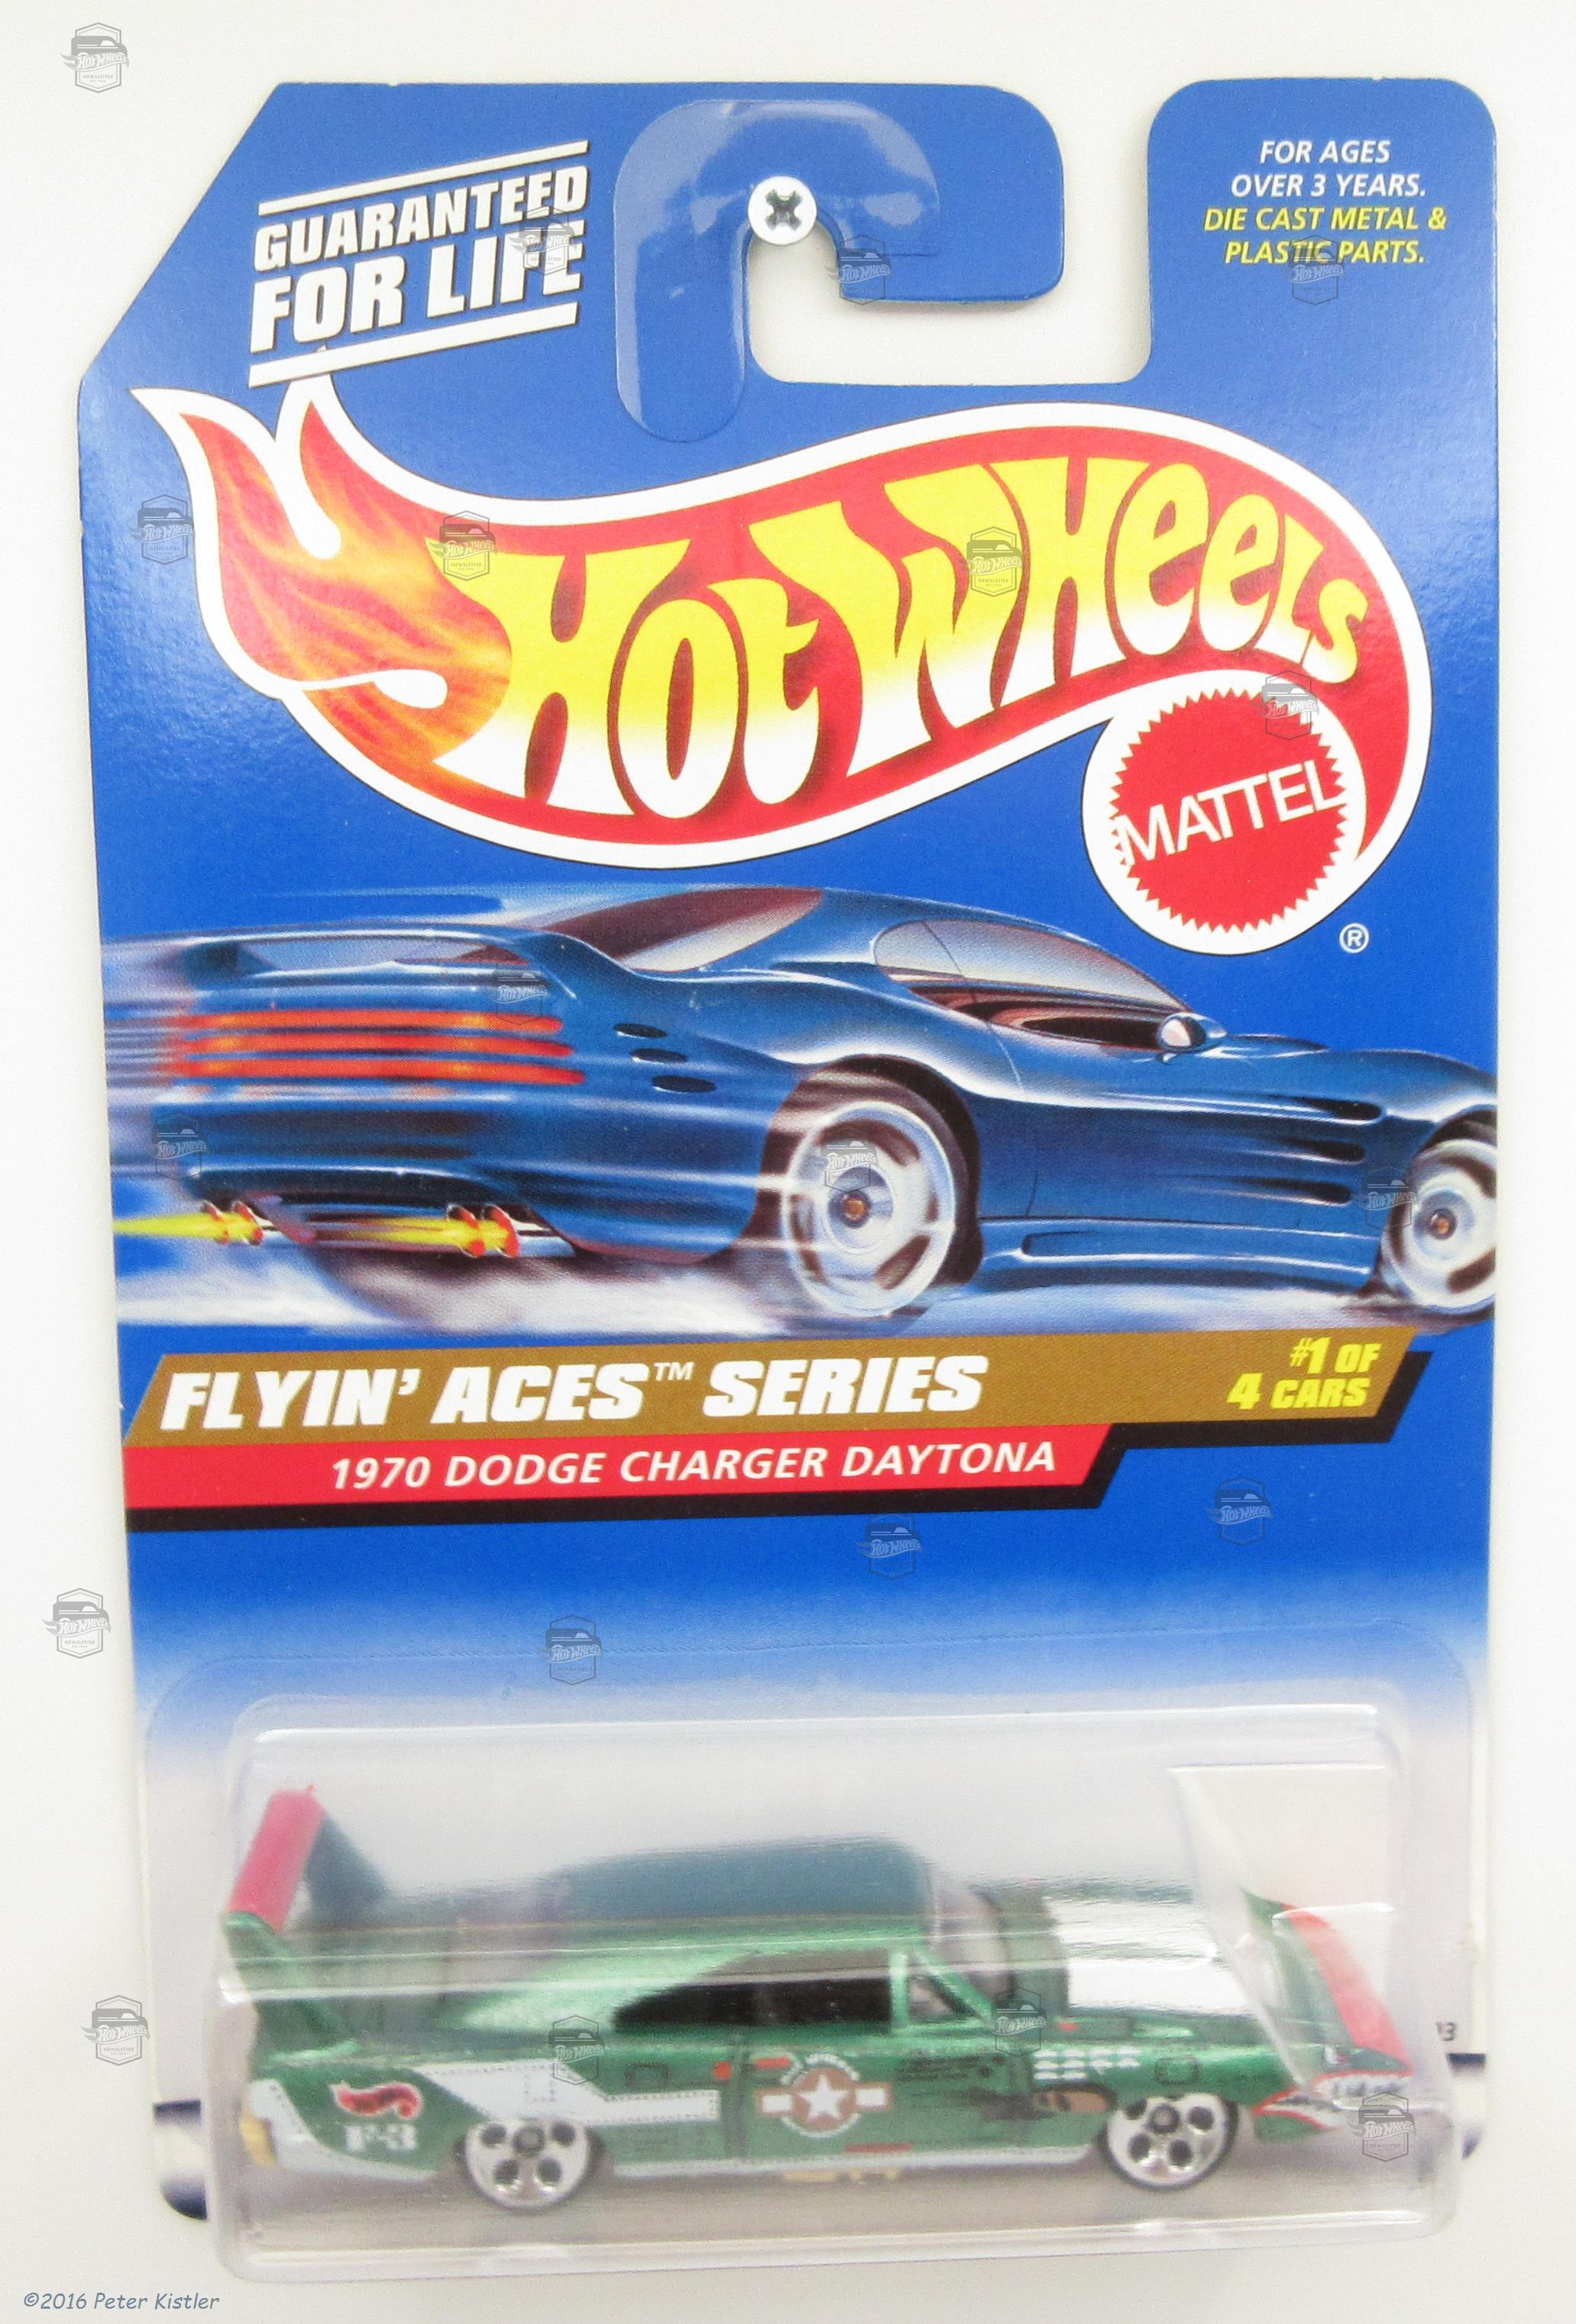 GUARANTEED
FOR LIFE
FOR AGES
OVER 3 YEARS.
DIE CAST METAL &
PLASTIC PARTS.
HOT WHEELS
MATTEL
®
FLYIN' ACES™ SERIES
#1 OF
4 CARS
1970 DODGE CHARGER DAYTONA
F-3
©2016 Peter Kistler